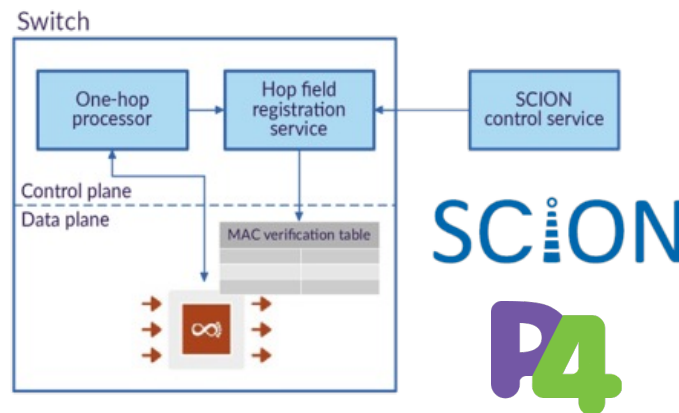 Switch
One-hop
processor
Hop field
registration
service
SCION
control service
Control plane
Data plane
MAC verification table
SCION
P4